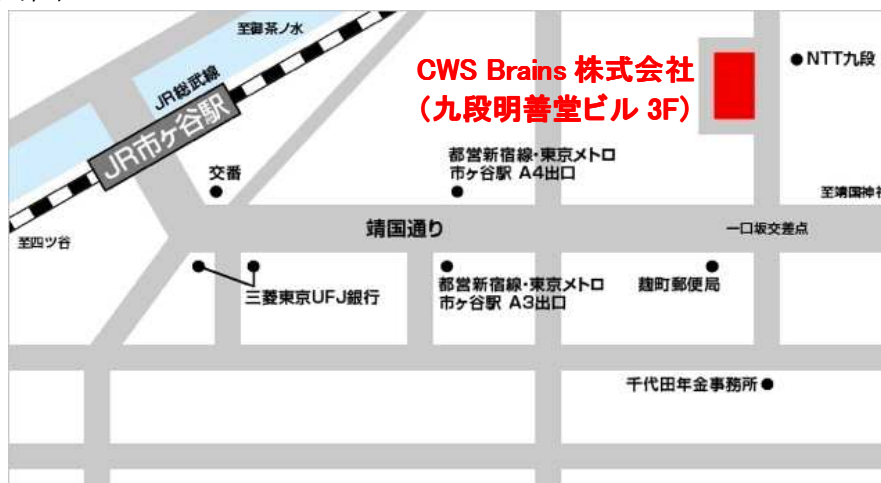 至御茶ノ水
JR総武線
JR市ヶ谷駅
CWS Brains 株式会社
（九段明善堂ビル 3F）
NTT九段
交番
都営新宿線・東京メトロ
市ヶ谷駅 A4出口
至靖国神
至四ツ谷
靖国通り
一口坂交差点
三菱東京UFJ銀行
都営新宿線・東京メトロ
市ヶ谷駅 A3出口
麹町郵便局
千代田年金事務所